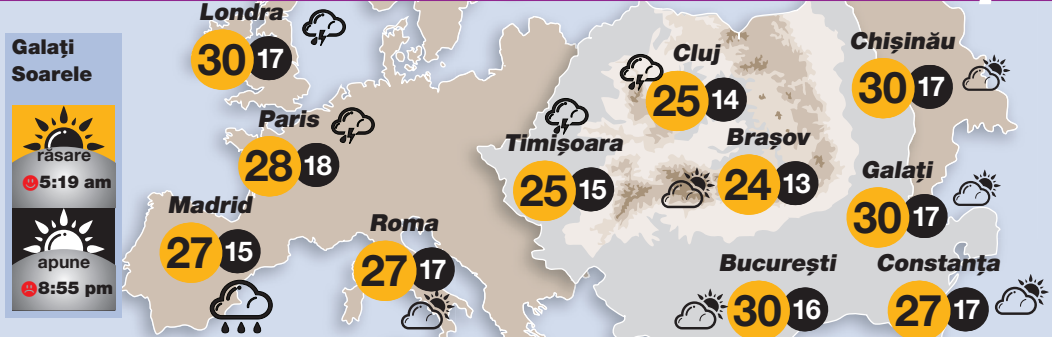 Galați
Soarele
răsare
5:19 am
apune
8:55 pm
Londra
30 17
Paris
28 18
Madrid
27 15
Roma
27 17
Timișoara
25 15
Cluj
25 14
Brașov
24 13
București
30 16
Chișinău
30 17
Galați
30 17
Constanța
27 17